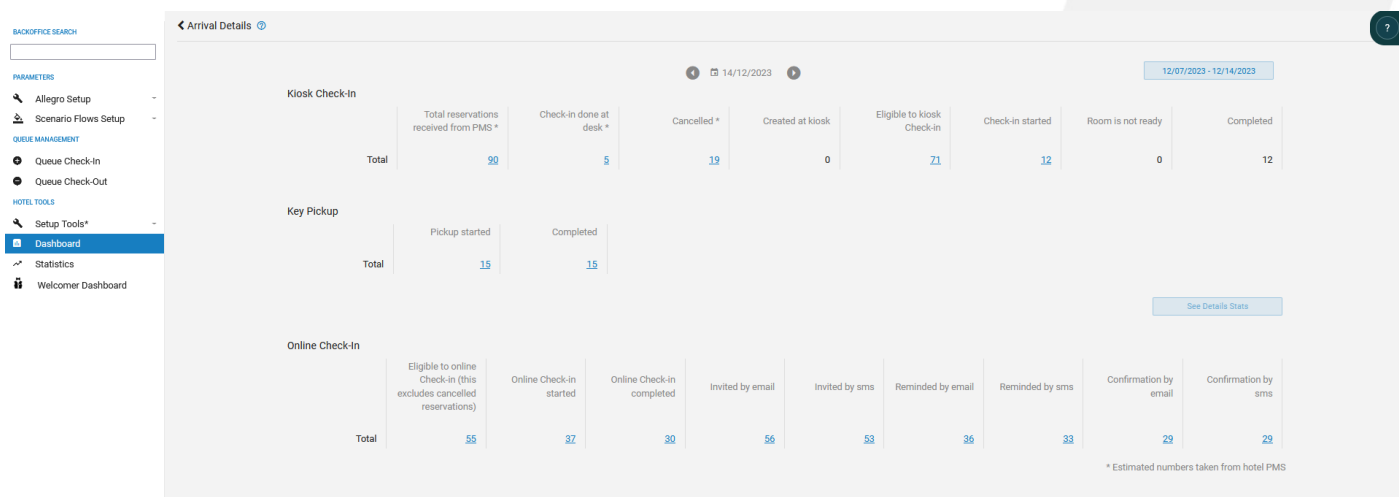 BACKOFFICE SEARCH
PARAMETERS
Allegro Setup
Scenario Flows Setup
QUEUE MANAGEMENT
Queue Check-In
Queue Check-Out
HOTEL TOOLS
Setup Tools*
Dashboard
Statistics
Welcomer Dashboard
Arrival Details ?
?
14/12/2023
12/07/2023 - 12/14/2023
Kiosk Check-In
Total reservations
received from PMS *
Check-in done at
desk *
Cancelled *
Created at kiosk
Eligible to kiosk
Check-in
Check-in started
Room is not ready
Completed
Total 90 5 19 0 71 12 0 12
Key Pickup
Pickup started Completed
Total 15 15
See Details Stats
Online Check-In
Eligible to online
Check-in (this
excludes cancelled
reservations)
Online Check-in
started
Online Check-in
completed
Invited by email
Invited by sms
Reminded by email
Reminded by sms
Confirmation by
email
Confirmation by
sms
Total 55 37 30 56 53 36 33 29 29
* Estimated numbers taken from hotel PMS